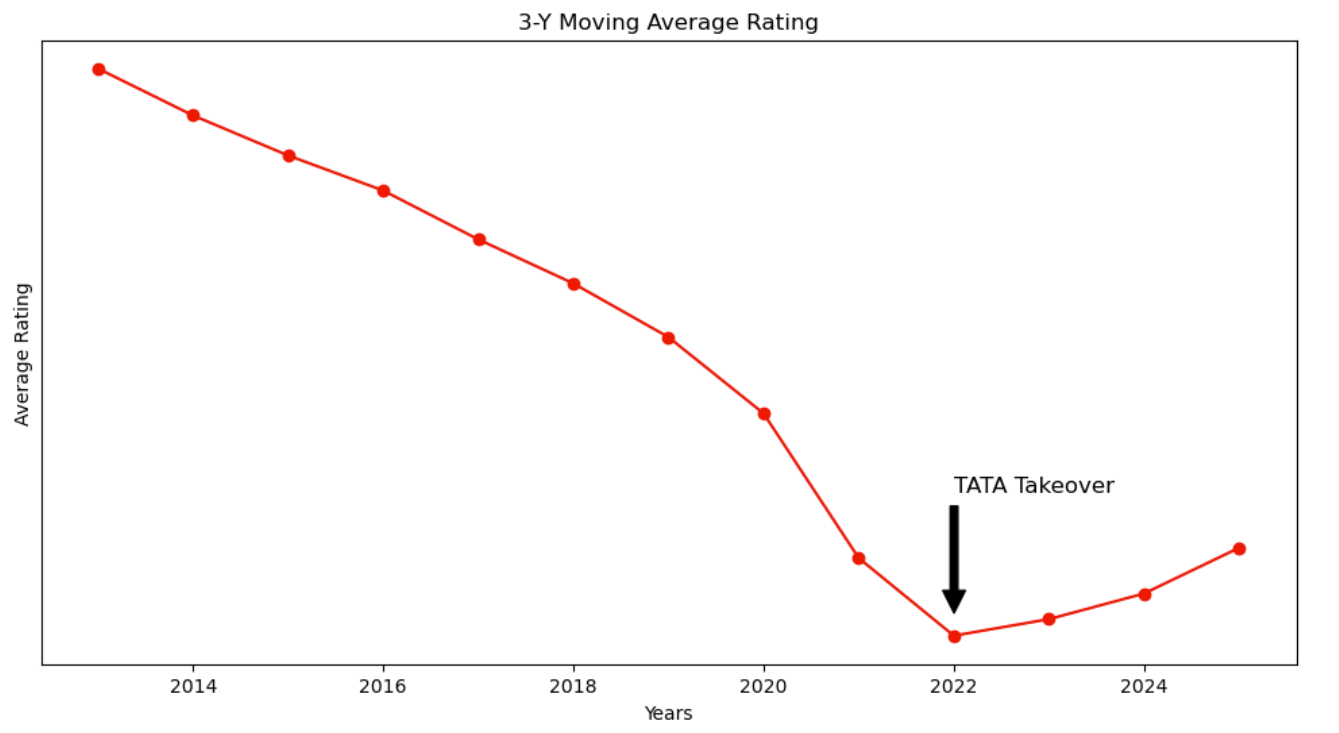 3-Y Moving Average Rating
Average Rating
TATA Takeover
2014 2016 2018 2020 2022 2024
Years